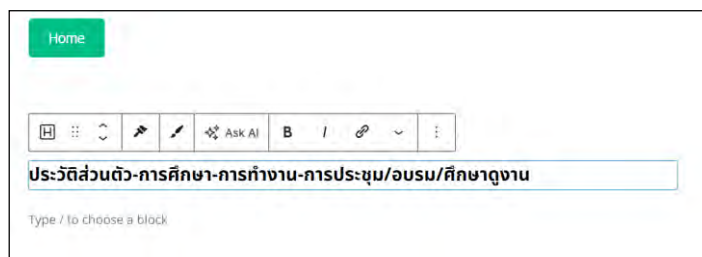 Home
Ask AI B I
ประวัติส่วนตัว-การศึกษา-การทำงาน-การประชุม/อบรม/ศึกษาดูงาน
Type / to choose a block